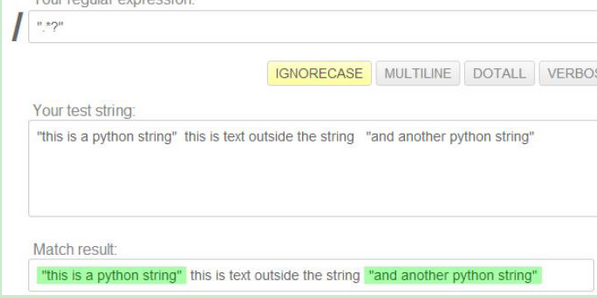 Your regular expression:
/ ".*?"
IGNORECASE MULTILINE DOTALL VERBOS
Your test string:
"this is a python string"  this is text outside the string   "and another python string"
Match result:
"this is a python string" this is text outside the string "and another python string"